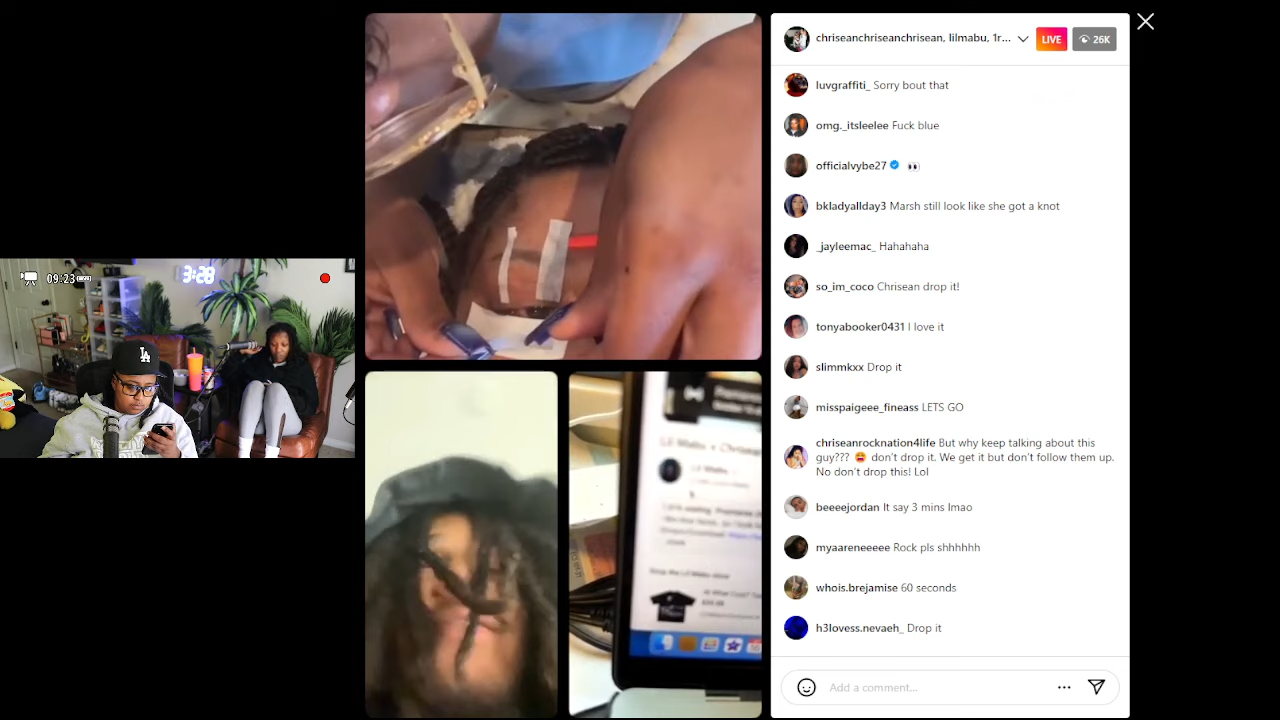 09:23
3:28
LA
chriseanchriseanchrisean, lilmabu, 1r...
LIVE
26K
luvgraffiti_ Sorry bout that
omg._itsleelee Fuck blue
officialvybe27 👀
bkladyallday3 Marsh still look like she got a knot
_jayleemac_ Hahahaha
so_im_coco Chrisean drop it!
tonyabooker0431 I love it
slimmkxx Drop it
misspaigeee_fineass LETS GO
chriseanrocknation4life But why keep talking about this
guy??? 😩 don't drop it. We get it but don't follow them up.
No don't drop this! Lol
beeeejordan It say 3 mins lmao
myaareneeeee Rock pls shhhhhh
whois.brejamise 60 seconds
h3lovess.nevaeh_ Drop it
Add a comment...